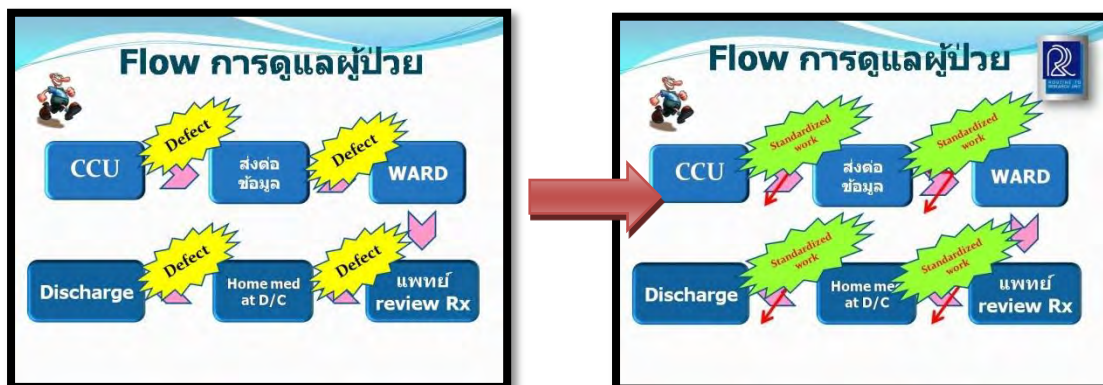 Flow การดูแลผู้ป่วย
CCU
Defect
ส่งต่อ
ข้อมูล
Defect
WARD
Discharge
Defect
Home med
at D/C
Defect
แพทย์
review Rx
Flow การดูแลผู้ป่วย
CCU
Standardized
work
ส่งต่อ
ข้อมูล
Standardized
work
WARD
Discharge
Standardized
work
Home med
at D/C
Standardized
work
แพทย์
review Rx